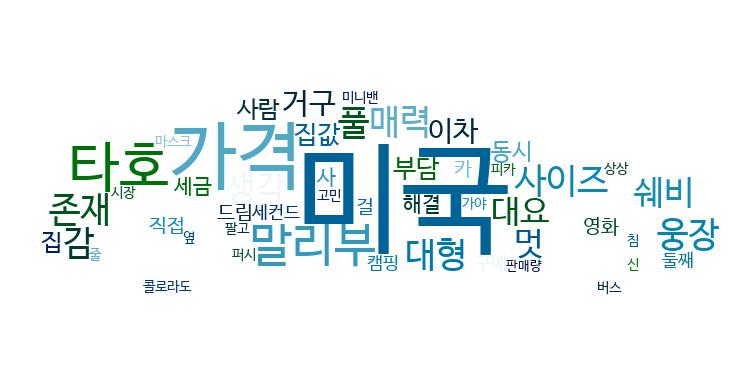 미니밴
사람
거구
마스크
집값
풀
매력
이차
타호
가격
미국
동시
시장
세금
생각
사
고민
부담
카
피카
사이즈
상상
쉐비
존재
직접
옆
드림세컨드
걸
해결
가야
대요
영화
집
감
줄
팔고
퍼시
말리부
캠핑
대형
구매
멋
판매량
침
웅장
둘째
신
콜로라도
버스